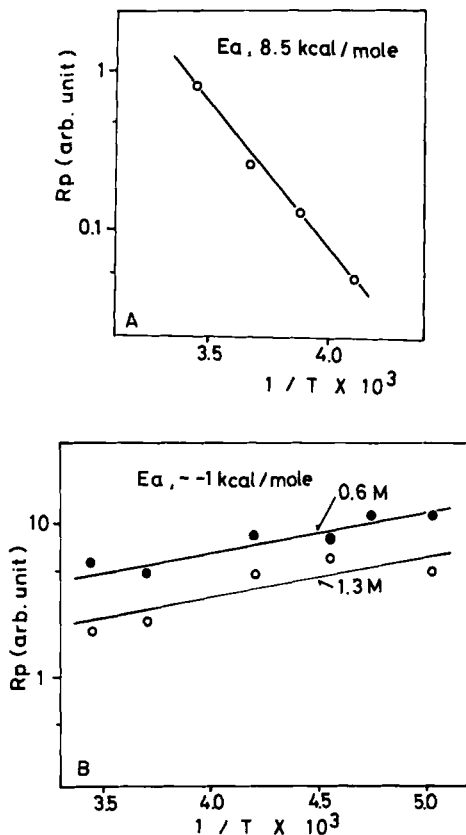 Ea, 8.5 kcal/mole
Rp (arb. unit)
1
0.1
A
3.5 4.0
1 / T X 10³
Ea, ~ -1 kcal/mole
0.6 M
1.3 M
Rp (arb. unit)
10
1
B
3.5 4.0 4.5 5.0
1 / T X 10³